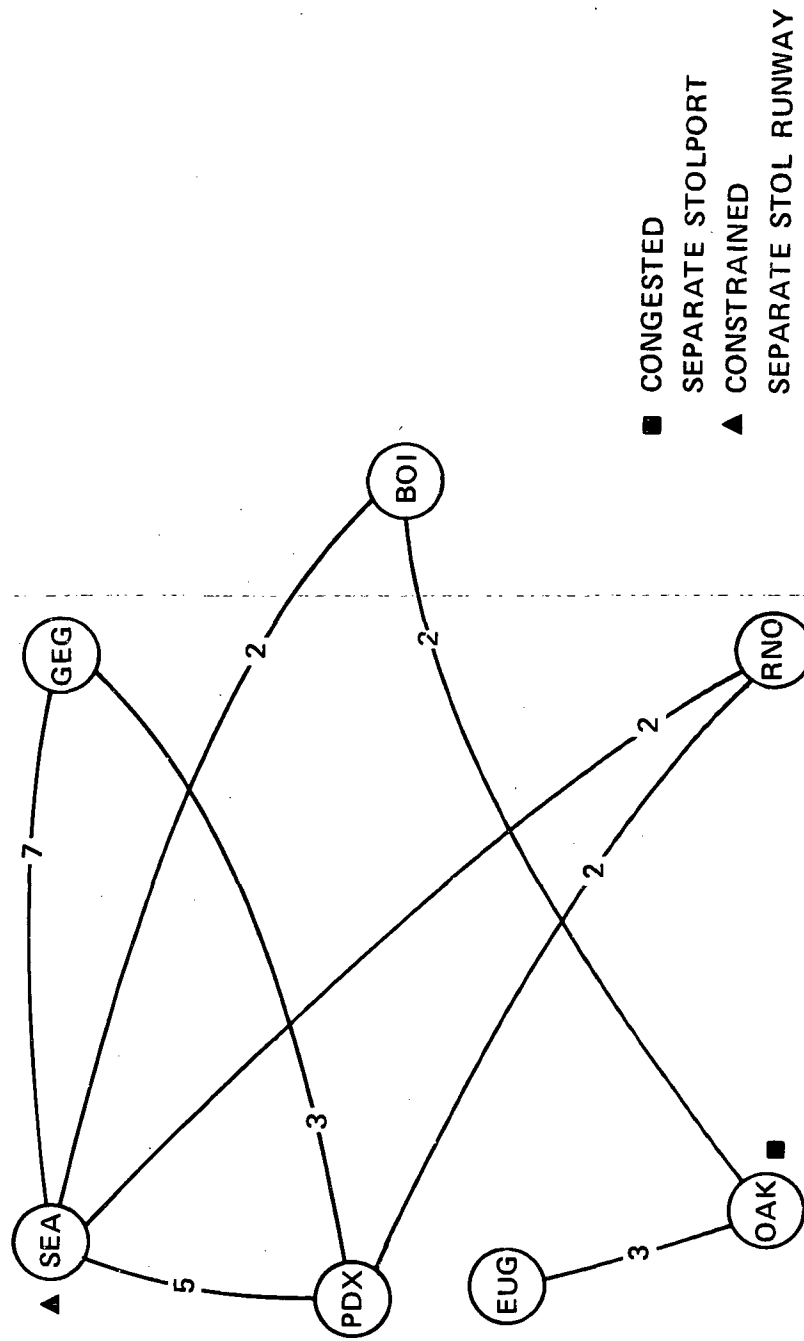 SEA
GEG
7
2
BOI
5
3
PDX
2
2
2
RNO
EUG
3
OAK
■ CONGESTED
SEPARATE STOLPORT
▲ CONSTRAINED
SEPARATE STOL RUNWAY